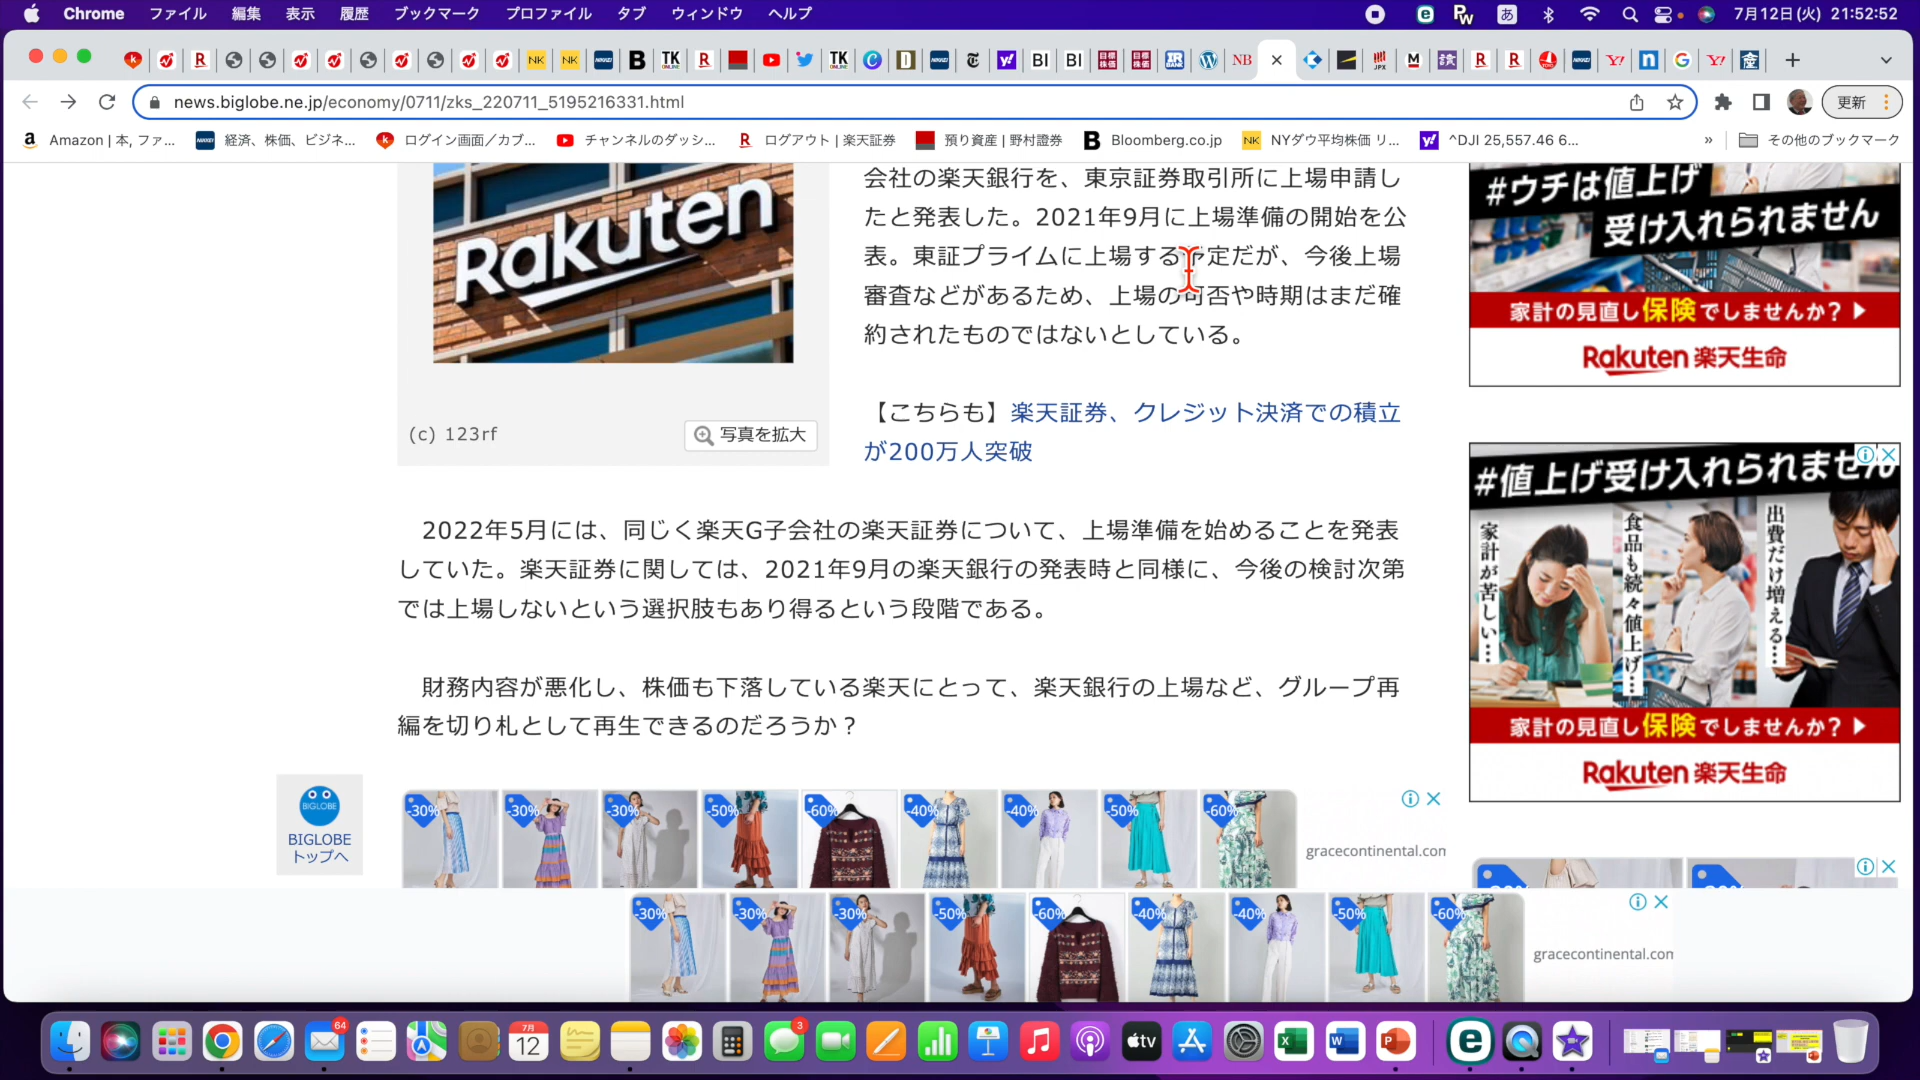 Chrome ファイル 編集 表示 履歴 ブックマーク プロファイル タブ ウィンドウ ヘルプ
あ 7月12日(火) 21:52:52
news.biglobe.ne.jp/economy/0711/zks_220711_5195216331.html
更新
Amazon | 本, ファ... 経済、株価、ビジネ... ログイン画面／カブ... チャンネルのダッシ... ログアウト | 楽天証券 預り資産 | 野村證券 Bloomberg.co.jp NYダウ平均株価 リ... ^DJI 25,557.46 6... » その他のブックマーク
Rakuten
(c) 123rf
写真を拡大
会社の楽天銀行を、東京証券取引所に上場申請し
たと発表した。2021年9月に上場準備の開始を公
表。東証プライムに上場する予定だが、今後上場
審査などがあるため、上場の可否や時期はまだ確
約されたものではないとしている。
【こちらも】楽天証券、クレジット決済での積立
が200万人突破
2022年5月には、同じく楽天G子会社の楽天証券について、上場準備を始めることを発表
していた。楽天証券に関しては、2021年9月の楽天銀行の発表時と同様に、今後の検討次第
では上場しないという選択肢もあり得るという段階である。
財務内容が悪化し、株価も下落している楽天にとって、楽天銀行の上場など、グループ再
編を切り札として再生できるのだろうか？
#ウチは値上げ
受け入れられません
家計の見直し保険でしませんか？
Rakuten 楽天生命
#値上げ受け入れられません
家計が苦しい…
食品も続々値上げ…
出費だけ増える…
家計の見直し保険でしませんか？
Rakuten 楽天生命
BIGLOBE
BIGLOBE
トップへ
-30% -30% -30% -50% -60% -40% -40% -50% -60%
gracecontinental.con
-30% -30% -30% -50% -60% -40% -40% -50% -60%
gracecontinental.con
64
7月
12
3
tv